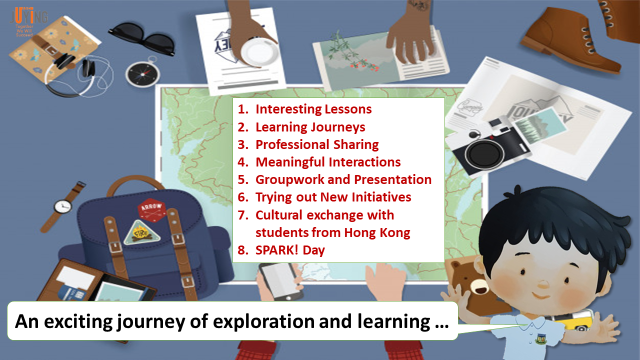 1. Interesting Lessons
2. Learning Journeys
3. Professional Sharing
4. Meaningful Interactions
5. Groupwork and Presentation
6. Trying out New Initiatives
7. Cultural exchange with
students from Hong Kong
8. SPARK! Day
ARROW
An exciting journey of exploration and learning ...